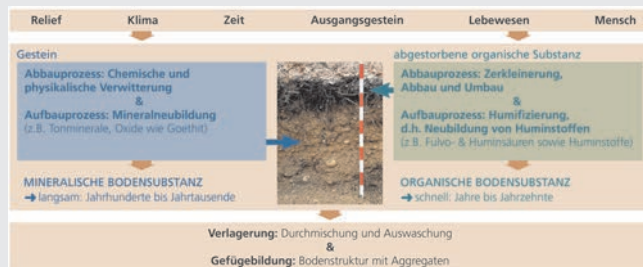 Relief Klima Zeit Ausgangsgestein Lebewesen Mensch
Gestein
Abbauprozess: Chemische und
physikalische Verwitterung
&
Aufbauprozess: Mineralneubildung
(z.B. Tonminerale, Oxide wie Goethit)
MINERALISCHE BODENSUBSTANZ
➔ langsam: Jahrhunderte bis Jahrtausende
abgestorbene organische Substanz
Abbauprozess: Zerkleinerung,
Abbau und Umbau
&
Aufbauprozess: Humifizierung,
d.h. Neubildung von Huminstoffen
(z.B. Fulvo- & Huminsäuren sowie Huminstoffe)
ORGANISCHE BODENSUBSTANZ
➔ schnell: Jahre bis Jahrzehnte
Verlagerung: Durchmischung und Auswaschung
&
Gefügebildung: Bodenstruktur mit Aggregaten